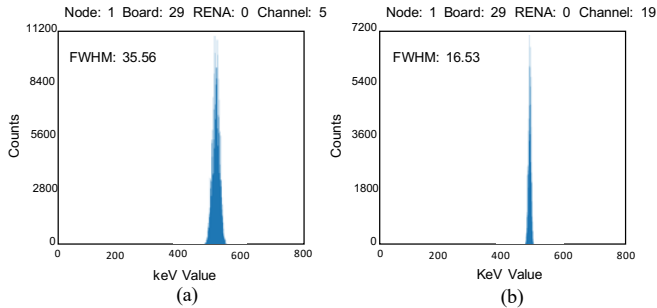 Node: 1 Board: 29 RENA: 0 Channel: 5
11200
FWHM: 35.56
8400
5600
2800
0
Counts
0 200 400 600 800
keV Value
(a)
Node: 1 Board: 29 RENA: 0 Channel: 19
7200
FWHM: 16.53
5400
3600
1800
0
Counts
0 200 400 600 800
KeV Value
(b)